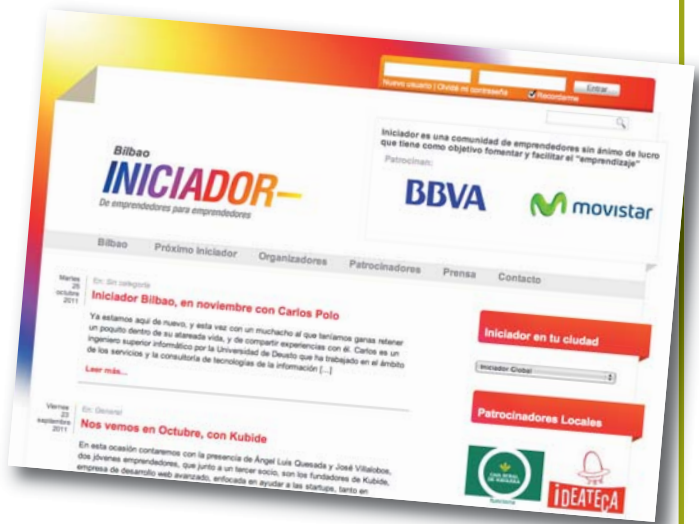 Entrar
Nuevo usuario | Olvidé mi contraseña
Recordarme
Iniciador es una comunidad de emprendedores sin ánimo de lucro
que tiene como objetivo fomentar y facilitar el "emprendizaje"
Patrocinan:
BBVA
movistar
Bilbao
INICIADOR
De emprendedores para emprendedores
Bilbao Próximo Iniciador Organizadores Patrocinadores Prensa Contacto
Martes
25
octubre
2011
En: Sin categoría
Iniciador Bilbao, en noviembre con Carlos Polo
Ya estamos aqui de nuevo, y esta vez con un muchacho al que teníamos ganas retener
un poquito dentro de su atareada vida, y de compartir experiencias con él. Carlos es un
ingeniero superior informático por la Universidad de Deusto que ha trabajado en el ámbito
de los servicios y la consultoría de tecnologías de la información [...]
Leer más...
Iniciador en tu ciudad
Iniciador Global
Viernes
23
septiembre
2011
En: General
Nos vemos en Octubre, con Kubide
En esta ocasión contaremos con la presencia de Ángel Luis Quesada y José Villalobos,
dos jóvenes emprendedores, que junto a un tercer socio, son los fundadores de Kubide,
empresa de desarrollo web avanzado, enfocada en ayudar a las startups, tanto en
Patrocinadores Locales
CAJA RURAL
DE NAVARRA
IDEATECA